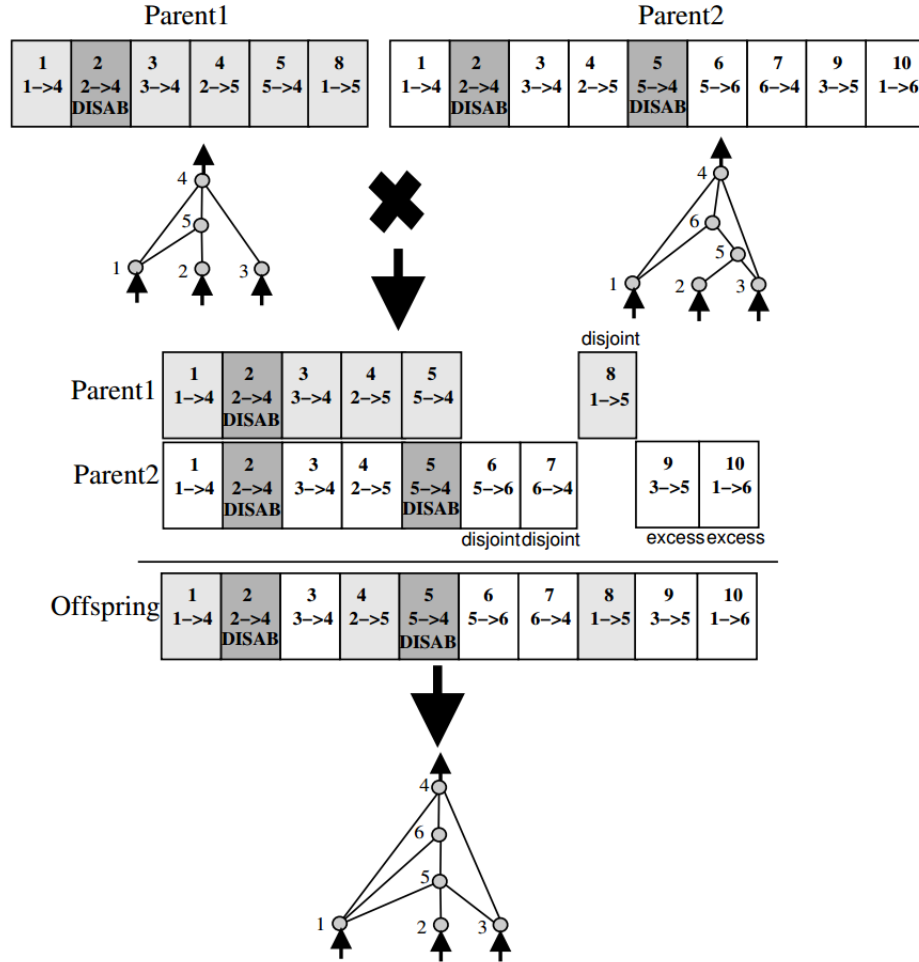 Parent1 Parent2
1 2 3 4 5 8 1 2 3 4 5 6 7 9 10
1->4 2->4 3->4 2->5 5->4 1->5 1->4 2->4 3->4 2->5 5->4 5->6 6->4 3->5 1->6
DISAB DISAB DISAB
4 4
5 6
5
1 2 3 1 2 3
disjoint
Parent1 1 2 3 4 5 8
1->4 2->4 3->4 2->5 5->4 1->5
DISAB
Parent2 1 2 3 4 5 6 7 9 10
1->4 2->4 3->4 2->5 5->4 5->6 6->4 3->5 1->6
DISAB DISAB
disjoint disjoint excess excess
Offspring 1 2 3 4 5 6 7 8 9 10
1->4 2->4 3->4 2->5 5->4 5->6 6->4 1->5 3->5 1->6
DISAB DISAB
4
6
5
1 2 3